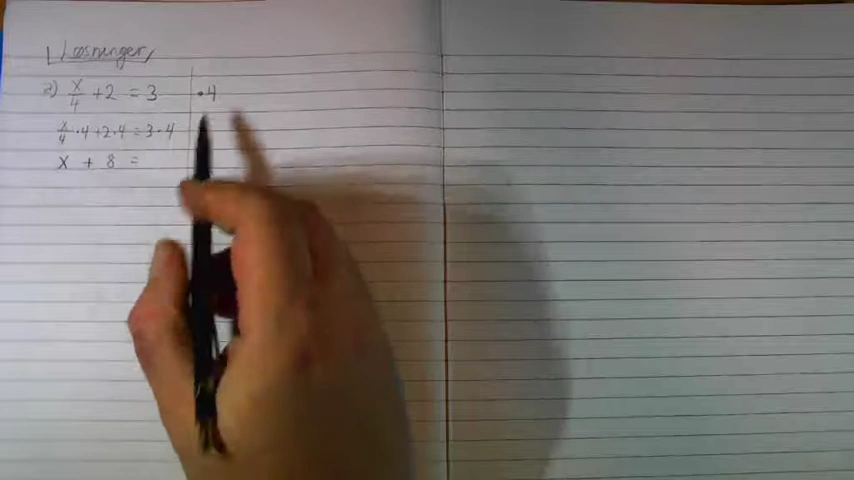 Løsninger
a) x/4 + 2 = 3 | •4
x/4 · 4 + 2 · 4 = 3 · 4
x + 8 =